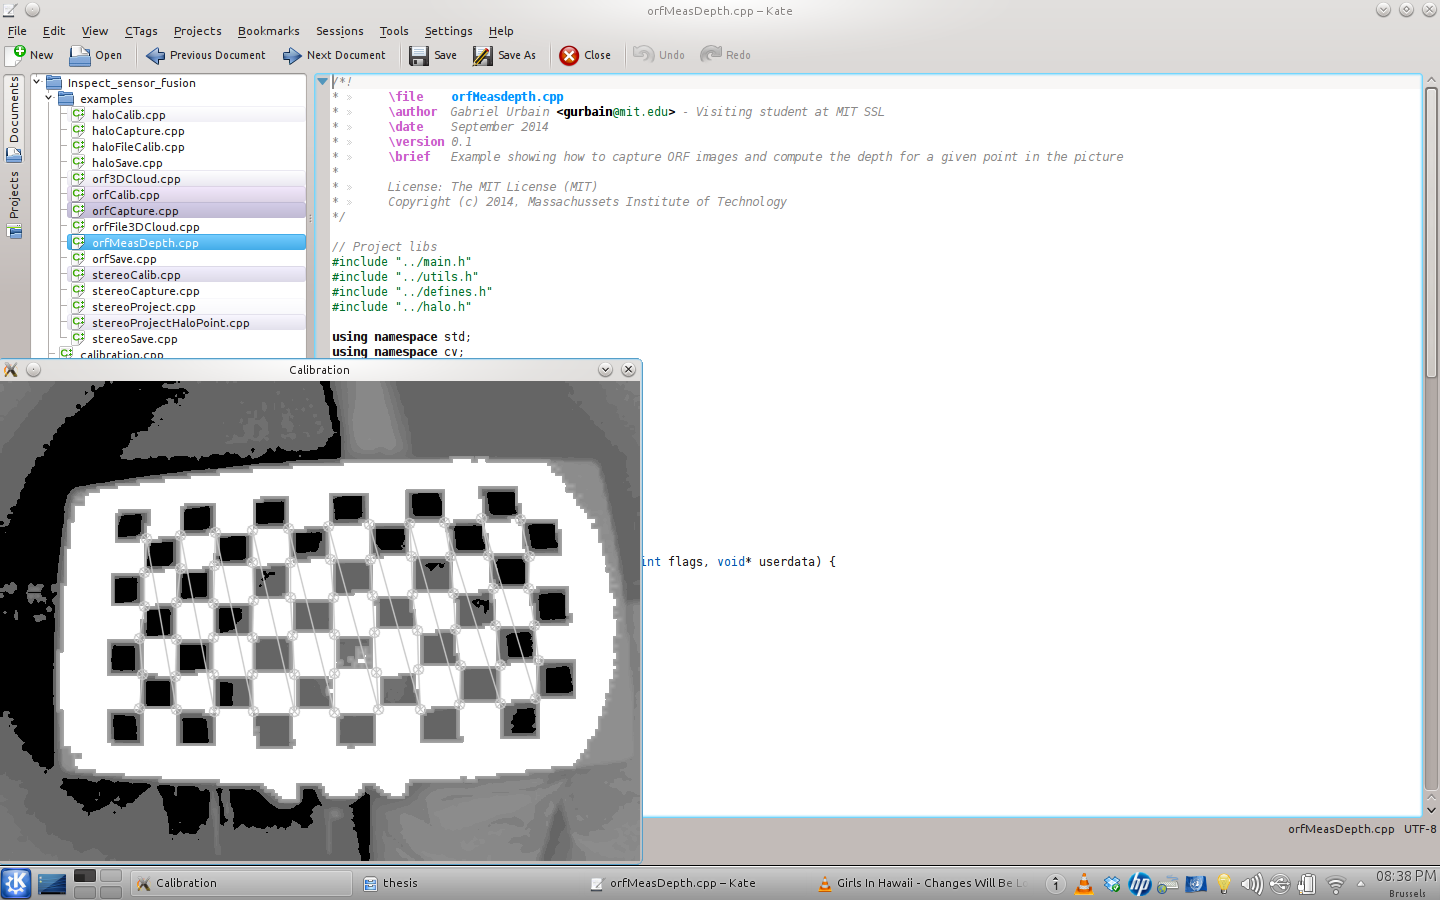 orfMeasDepth.cpp – Kate
File Edit View CTags Projects Bookmarks Sessions Tools Settings Help
New Open Previous Document Next Document Save Save As Close Undo Redo
Documents
Projects
Inspect_sensor_fusion
examples
haloCalib.cpp
haloCapture.cpp
haloFileCalib.cpp
haloSave.cpp
orf3DCloud.cpp
orfCalib.cpp
orfCapture.cpp
orfFile3DCloud.cpp
orfMeasDepth.cpp
orfSave.cpp
stereoCalib.cpp
stereoCapture.cpp
stereoProject.cpp
stereoProjectHaloPoint.cpp
stereoSave.cpp
calibration.cpp
/*!
* » \file orfMeasdepth.cpp
* » \author Gabriel Urbain <gurbain@mit.edu> - Visiting student at MIT SSL
* » \date September 2014
* » \version 0.1
* » \brief Example showing how to capture ORF images and compute the depth for a given point in the picture
*
* » License: The MIT License (MIT)
* » Copyright (c) 2014, Massachussets Institute of Technology
*/
// Project libs
#include "../main.h"
#include "../utils.h"
#include "../defines.h"
#include "../halo.h"
using namespace std;
using namespace cv;
int flags, void* userdata) {
Calibration
orfMeasDepth.cpp UTF-8
Calibration
thesis
orfMeasDepth.cpp – Kate
Girls In Hawaii - Changes Will Be
1
hp
08:38 PM
Brussels